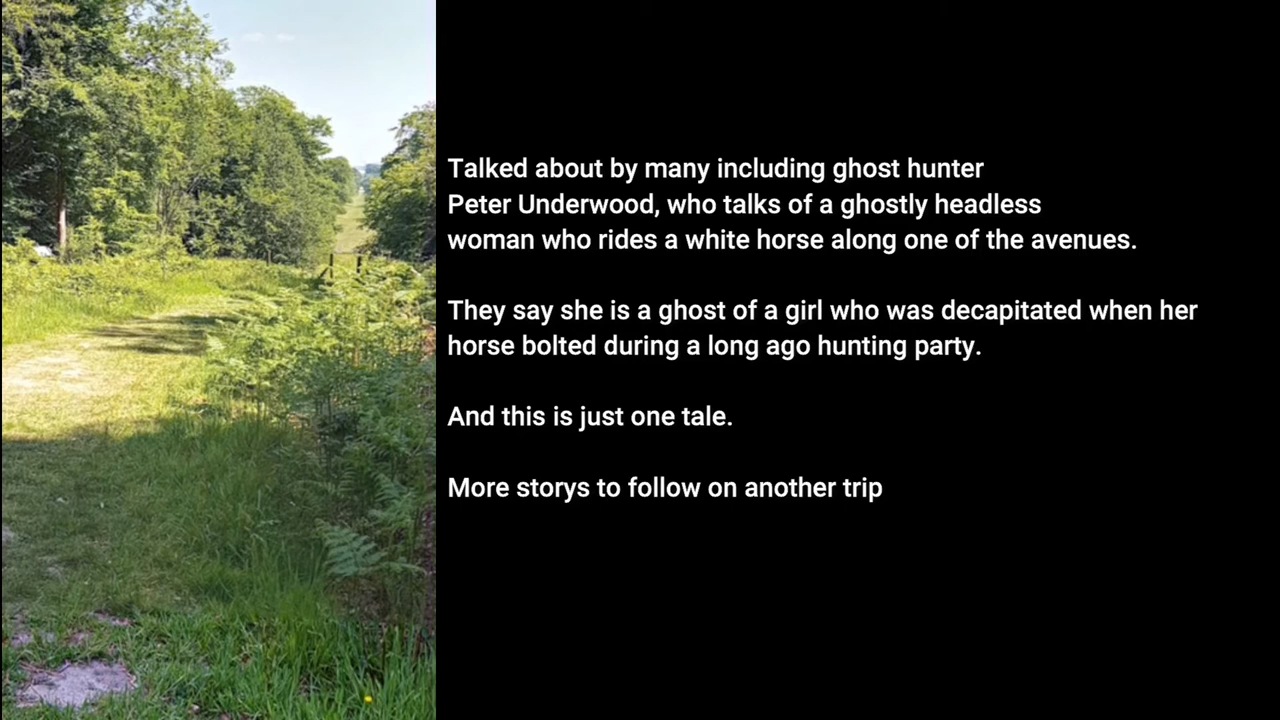 Talked about by many including ghost hunter
Peter Underwood, who talks of a ghostly headless
woman who rides a white horse along one of the avenues.
They say she is a ghost of a girl who was decapitated when her
horse bolted during a long ago hunting party.
And this is just one tale.
More storys to follow on another trip